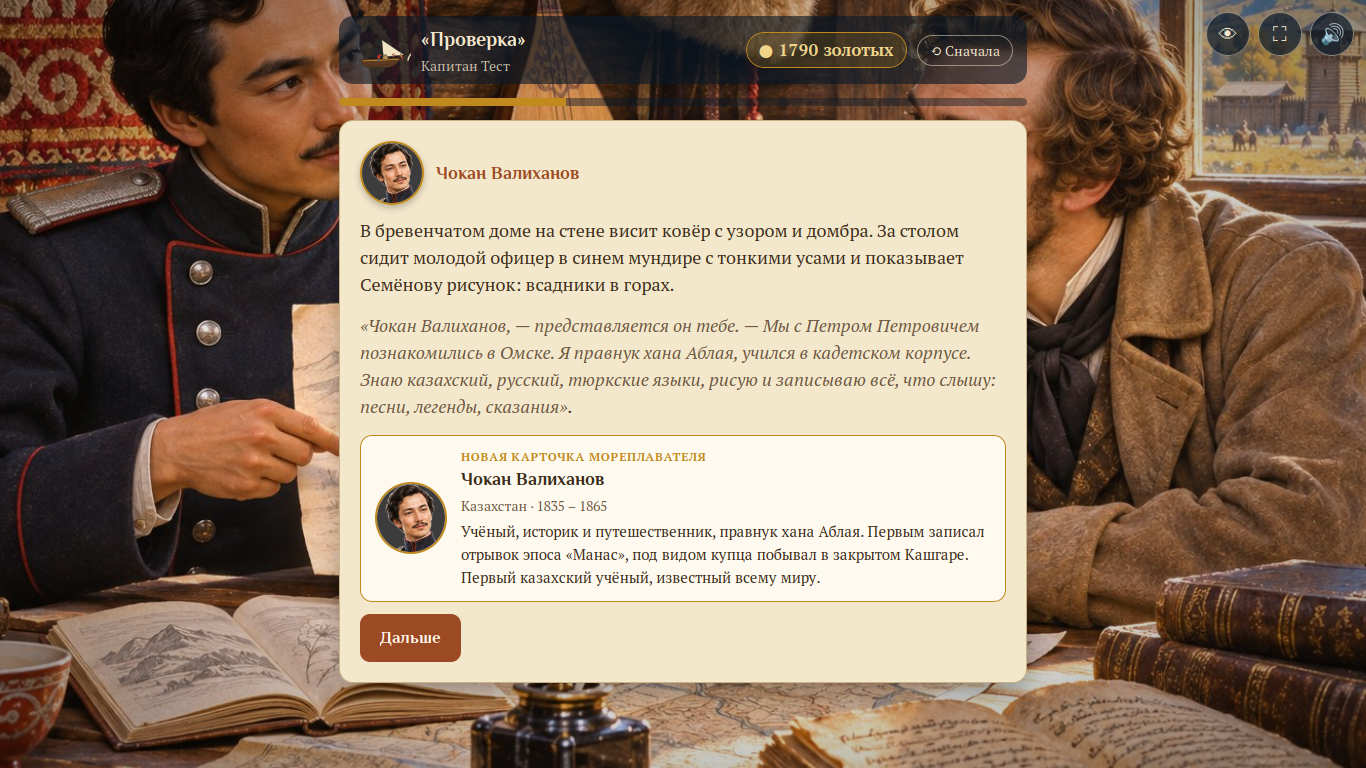 «Проверка»
Капитан Тест
1790 золотых
⟲ Сначала
Чокан Валиханов
В бревенчатом доме на стене висит ковёр с узором и домбра. За столом
сидит молодой офицер в синем мундире с тонкими усами и показывает
Семёнову рисунок: всадники в горах.
«Чокан Валиханов, — представляется он тебе. — Мы с Петром Петровичем
познакомились в Омске. Я правнук хана Аблая, учился в кадетском корпусе.
Знаю казахский, русский, тюркские языки, рисую и записываю всё, что слышу:
песни, легенды, сказания».
НОВАЯ КАРТОЧКА МОРЕПЛАВАТЕЛЯ
Чокан Валиханов
Казахстан · 1835 – 1865
Учёный, историк и путешественник, правнук хана Аблая. Первым записал
отрывок эпоса «Манас», под видом купца побывал в закрытом Кашгаре.
Первый казахский учёный, известный всему миру.
Дальше